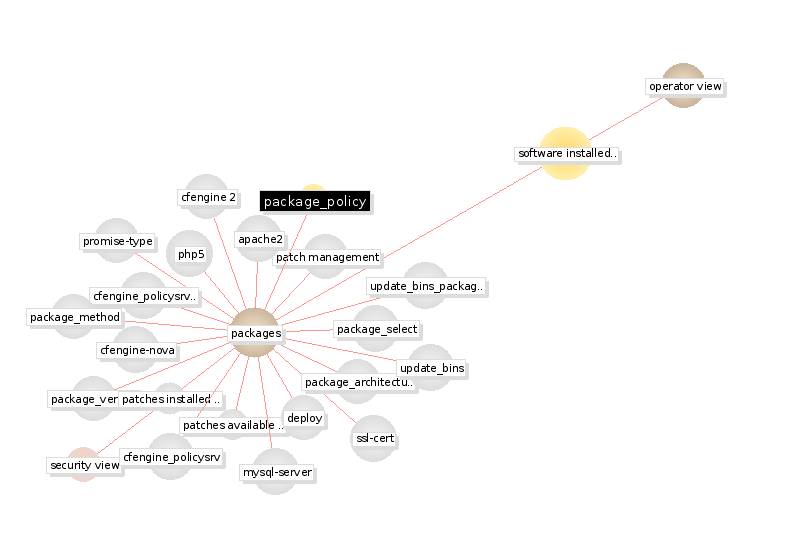 operator view
software installed..
cfengine 2
package_policy
promise-type
apache2
php5
patch management
update_bins_packag..
cfengine_policysrv..
package_method
package_select
packages
cfengine-nova
update_bins
package_architectu..
package_ver
patches installed ..
deploy
patches available ..
ssl-cert
security view
cfengine_policysrv
mysql-server